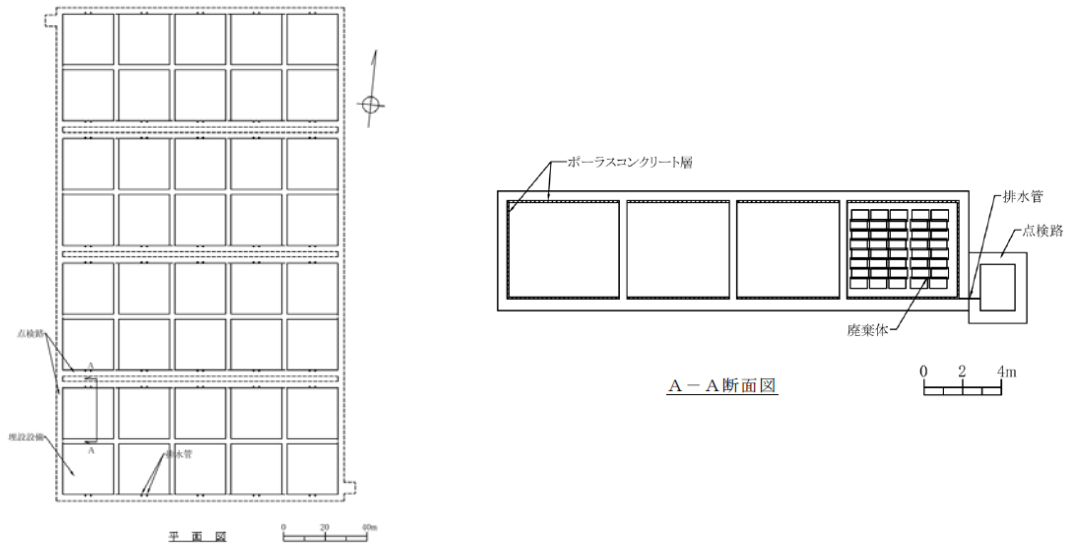 点検路
A
A
埋設設備
排水管
平面図
0 20 40m
ポーラスコンクリート層
排水管
点検路
廃棄体
A－A断面図
0 2 4m